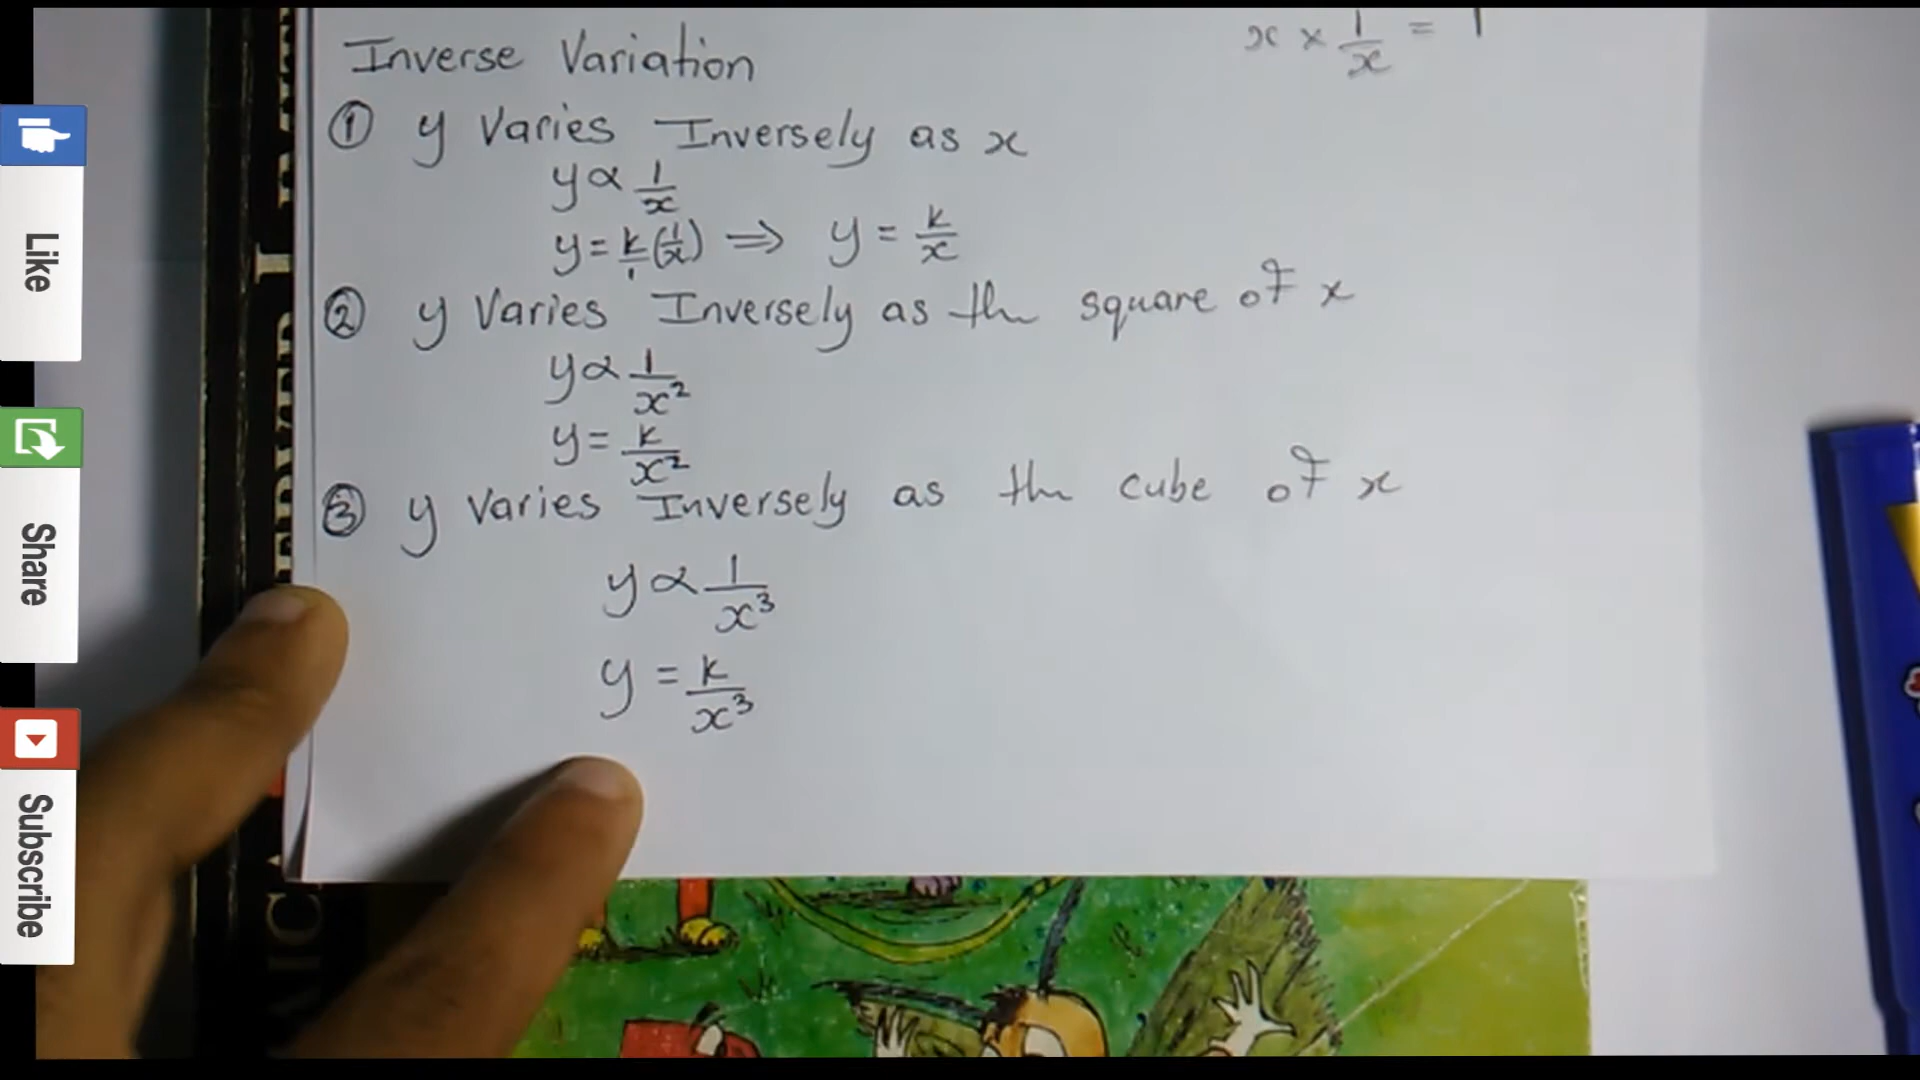 x × 1/x = 1
Inverse Variation
① y Varies Inversely as x
y ∝ 1/x
y = k/1 (1/x) ⇒ y = k/x
② y Varies Inversely as the square of x
y ∝ 1/x²
y = k/x²
③ y Varies Inversely as the cube of x
y ∝ 1/x³
y = k/x³
Like
Share
Subscribe